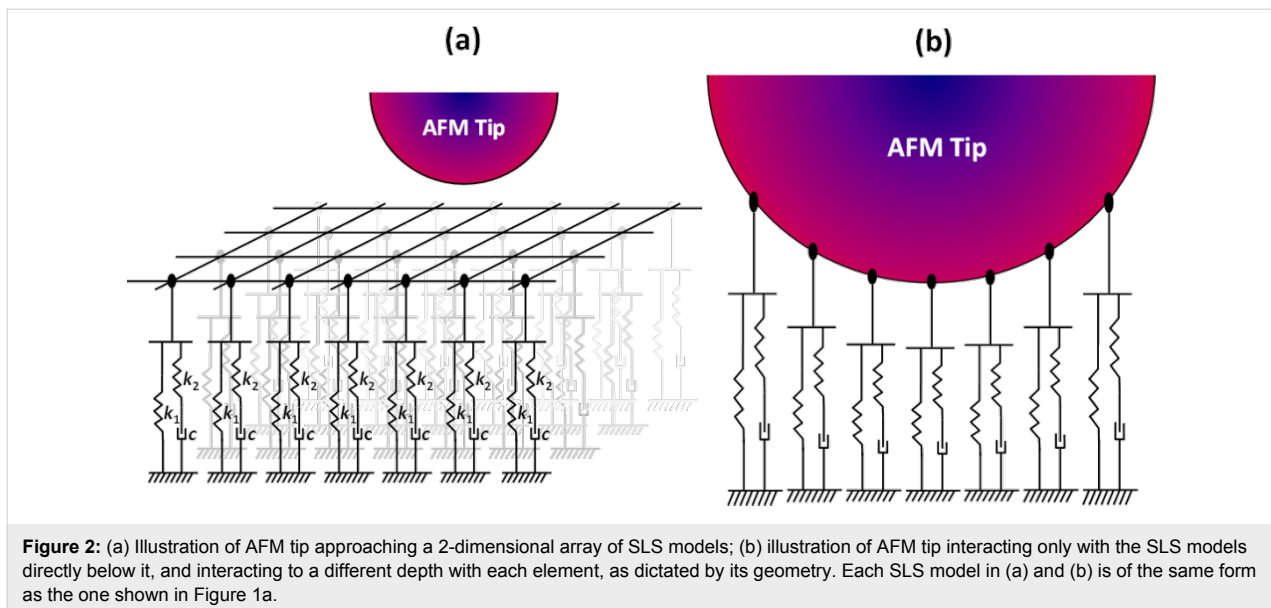 (a)
(b)
AFM Tip
AFM Tip
k2 k2 k2 k2 k2 k2 k2
k1 k1 k1 k1 k1 k1 k1
c c c c c c c
Figure 2: (a) Illustration of AFM tip approaching a 2-dimensional array of SLS models; (b) illustration of AFM tip interacting only with the SLS models
directly below it, and interacting to a different depth with each element, as dictated by its geometry. Each SLS model in (a) and (b) is of the same form
as the one shown in Figure 1a.